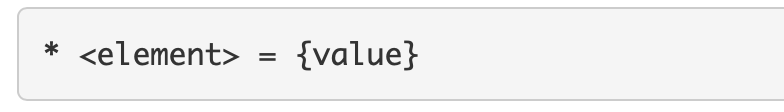 * <element> = {value}